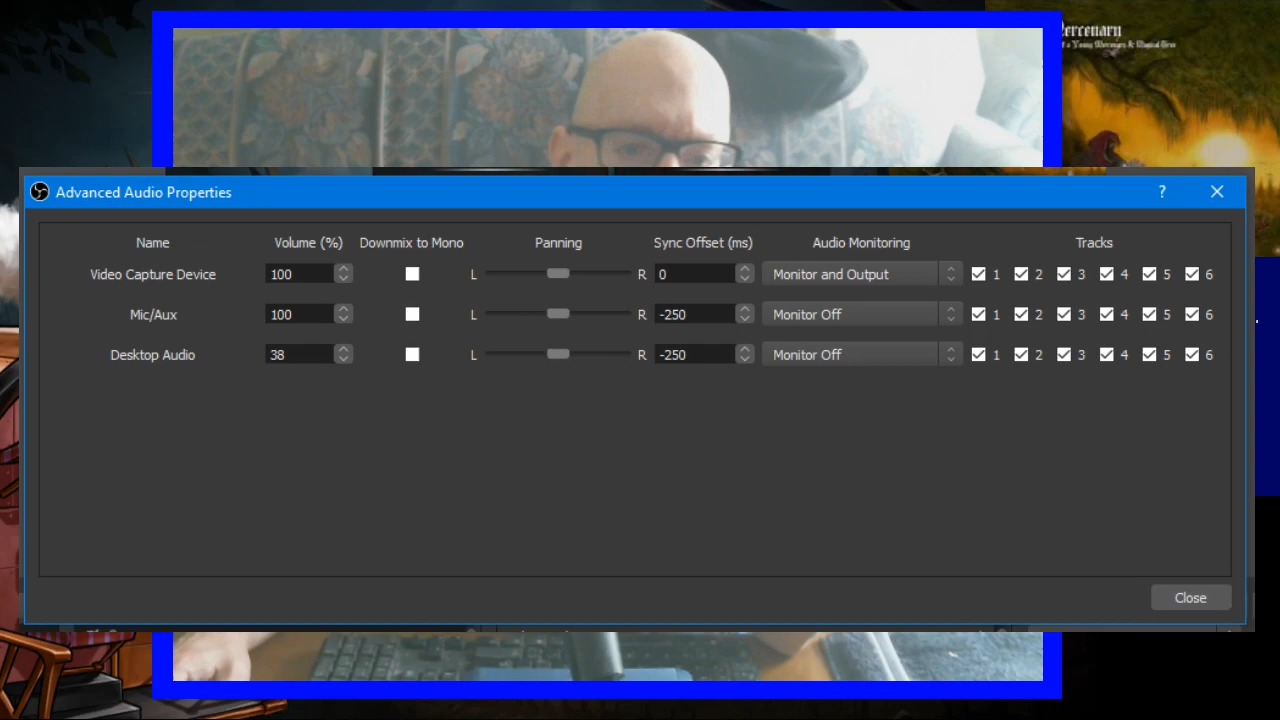 Mercenary
Advanced Audio Properties ?
Name Volume (%) Downmix to Mono Panning Sync Offset (ms) Audio Monitoring Tracks
Video Capture Device 100 L R 0 Monitor and Output 1 2 3 4 5 6
Mic/Aux 100 L R -250 Monitor Off 1 2 3 4 5 6
Desktop Audio 38 L R -250 Monitor Off 1 2 3 4 5 6
Close